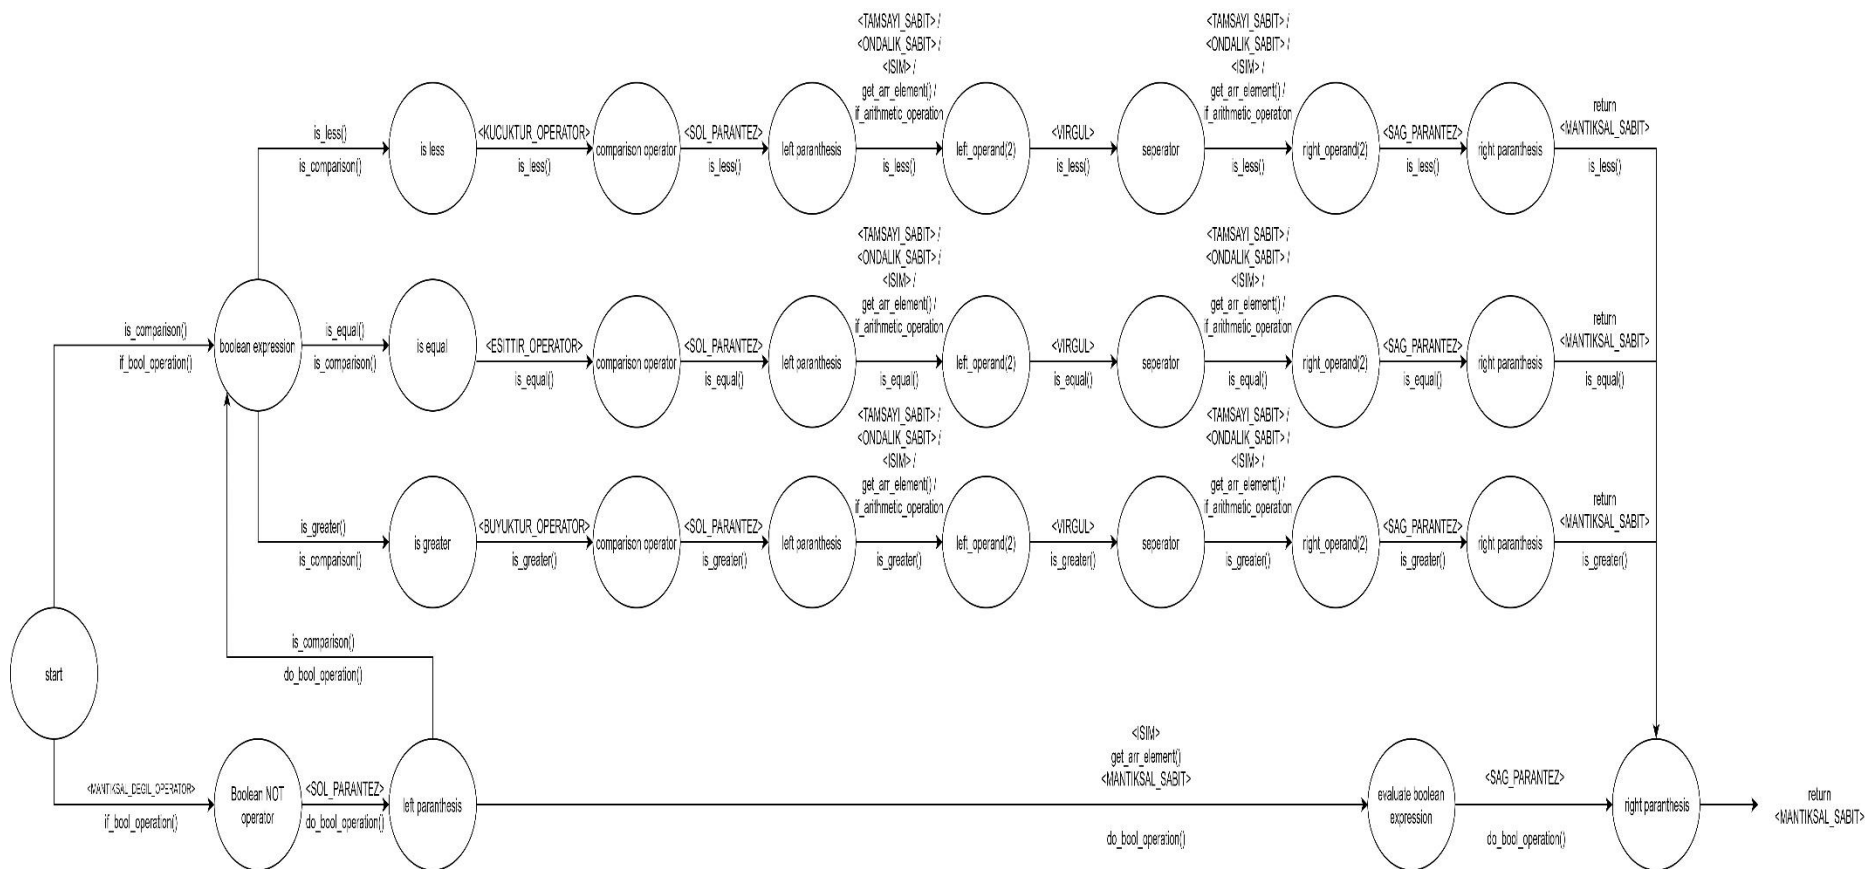 <TAMSAYI_SABIT> /
<ONDALIK_SABIT> /
<ISIM> /
get_arr_element() /
if_arithmetic_operation
<TAMSAYI_SABIT> /
<ONDALIK_SABIT> /
<ISIM> /
get_arr_element() /
if_arithmetic_operation
return
<MANTIKSAL_SABIT>
is_less()
is_comparison()
is less
<KUCUKTUR_OPERATOR>
is_less()
comparison operator
<SOL_PARANTEZ>
is_less()
left paranthesis
is_less()
left_operand(2)
<VIRGUL>
is_less()
seperator
is_less()
right_operand(2)
<SAG_PARANTEZ>
is_less()
right paranthesis
is_less()
<TAMSAYI_SABIT> /
<ONDALIK_SABIT> /
<ISIM> /
get_arr_element() /
if_arithmetic_operation
<TAMSAYI_SABIT> /
<ONDALIK_SABIT> /
<ISIM> /
get_arr_element() /
if_arithmetic_operation
return
<MANTIKSAL_SABIT>
is_comparison()
if_bool_operation()
boolean expression
is_equal()
is_comparison()
is equal
<ESITTIR_OPERATOR>
is_equal()
comparison operator
<SOL_PARANTEZ>
is_equal()
left paranthesis
is_equal()
left_operand(2)
<VIRGUL>
is_equal()
seperator
is_equal()
right_operand(2)
<SAG_PARANTEZ>
is_equal()
right paranthesis
is_equal()
<TAMSAYI_SABIT> /
<ONDALIK_SABIT> /
<ISIM> /
get_arr_element() /
if_arithmetic_operation
<TAMSAYI_SABIT> /
<ONDALIK_SABIT> /
<ISIM> /
get_arr_element() /
if_arithmetic_operation
return
<MANTIKSAL_SABIT>
is_greater()
is_comparison()
is greater
<BUYUKTUR_OPERATOR>
is_greater()
comparison operator
<SOL_PARANTEZ>
is_greater()
left paranthesis
is_greater()
left_operand(2)
<VIRGUL>
is_greater()
seperator
is_greater()
right_operand(2)
<SAG_PARANTEZ>
is_greater()
right paranthesis
is_greater()
start
is_comparison()
do_bool_operation()
<MANTIKSAL_DEGIL_OPERATOR>
if_bool_operation()
Boolean NOT
operator
<SOL_PARANTEZ>
do_bool_operation()
left paranthesis
<ISIM>
get_arr_element()
<MANTIKSAL_SABIT>
do_bool_operation()
evaluate boolean
expression
<SAG_PARANTEZ>
do_bool_operation()
right paranthesis
return
<MANTIKSAL_SABIT>